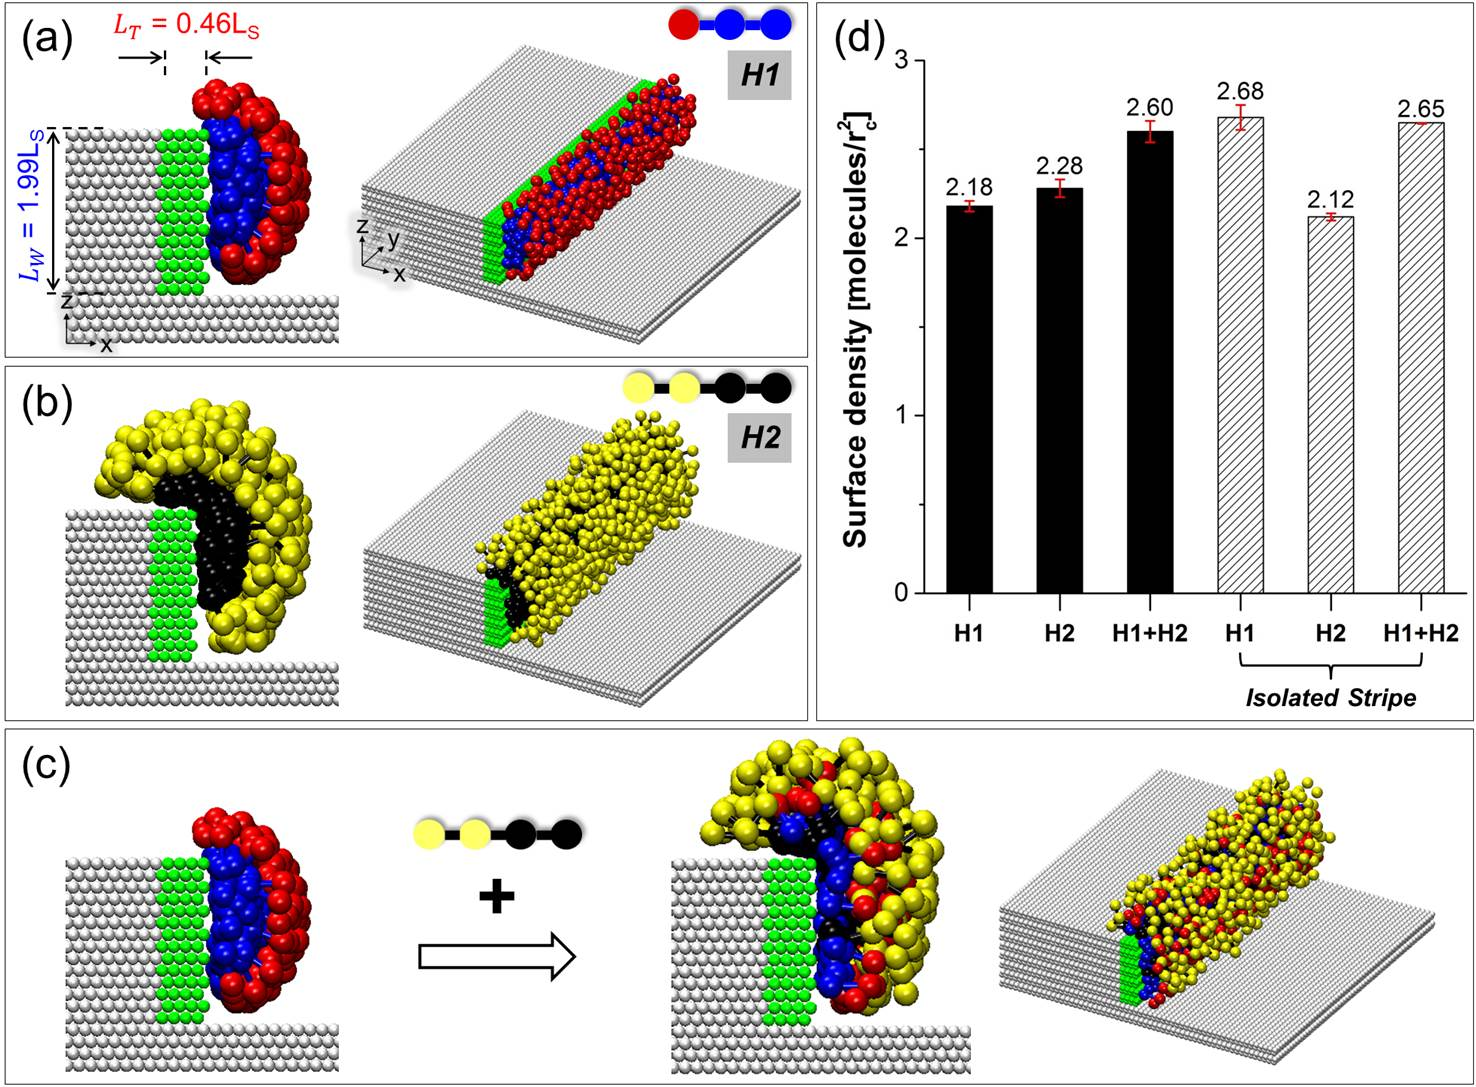 (a)
L_T = 0.46L_S
H1
L_W = 1.99L_S
z
x
z
y
x
(b)
H2
(c)
+
(d)
Surface density [molecules/r_c^2]
3
2
1
0
2.18
2.28
2.60
2.68
2.12
2.65
H1
H2
H1+H2
H1
H2
H1+H2
Isolated Stripe